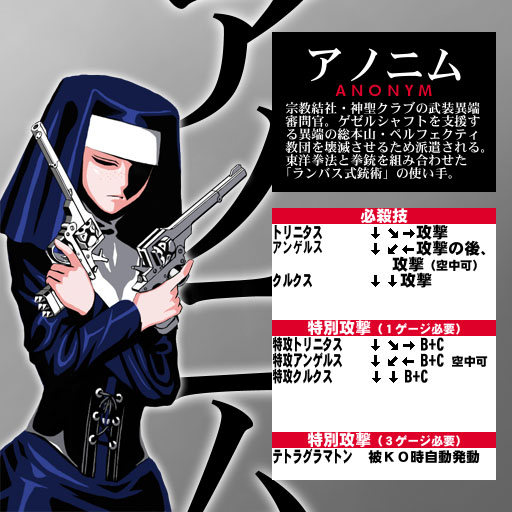 アノニム
アノニム
ANONYM
宗教結社・神聖クラブの武装異端
審問官。ゲゼルシャフトを支援す
る異端の総本山・ペルフェクティ
教団を壊滅させるため派遣される。
東洋拳法と拳銃を組み合わせた
「ランバス式銃術」の使い手。
必殺技
トリニタス ↓↘→攻撃
アンゲルス ↓↙←攻撃の後、
攻撃（空中可）
クルクス ↓↓攻撃
特別攻撃（1ゲージ必要）
特攻トリニタス ↓↘→ B+C
特攻アンゲルス ↓↙← B+C 空中可
特攻クルクス ↓↓B+C
特別攻撃（3ゲージ必要）
テトラグラマトン 被KO時自動発動